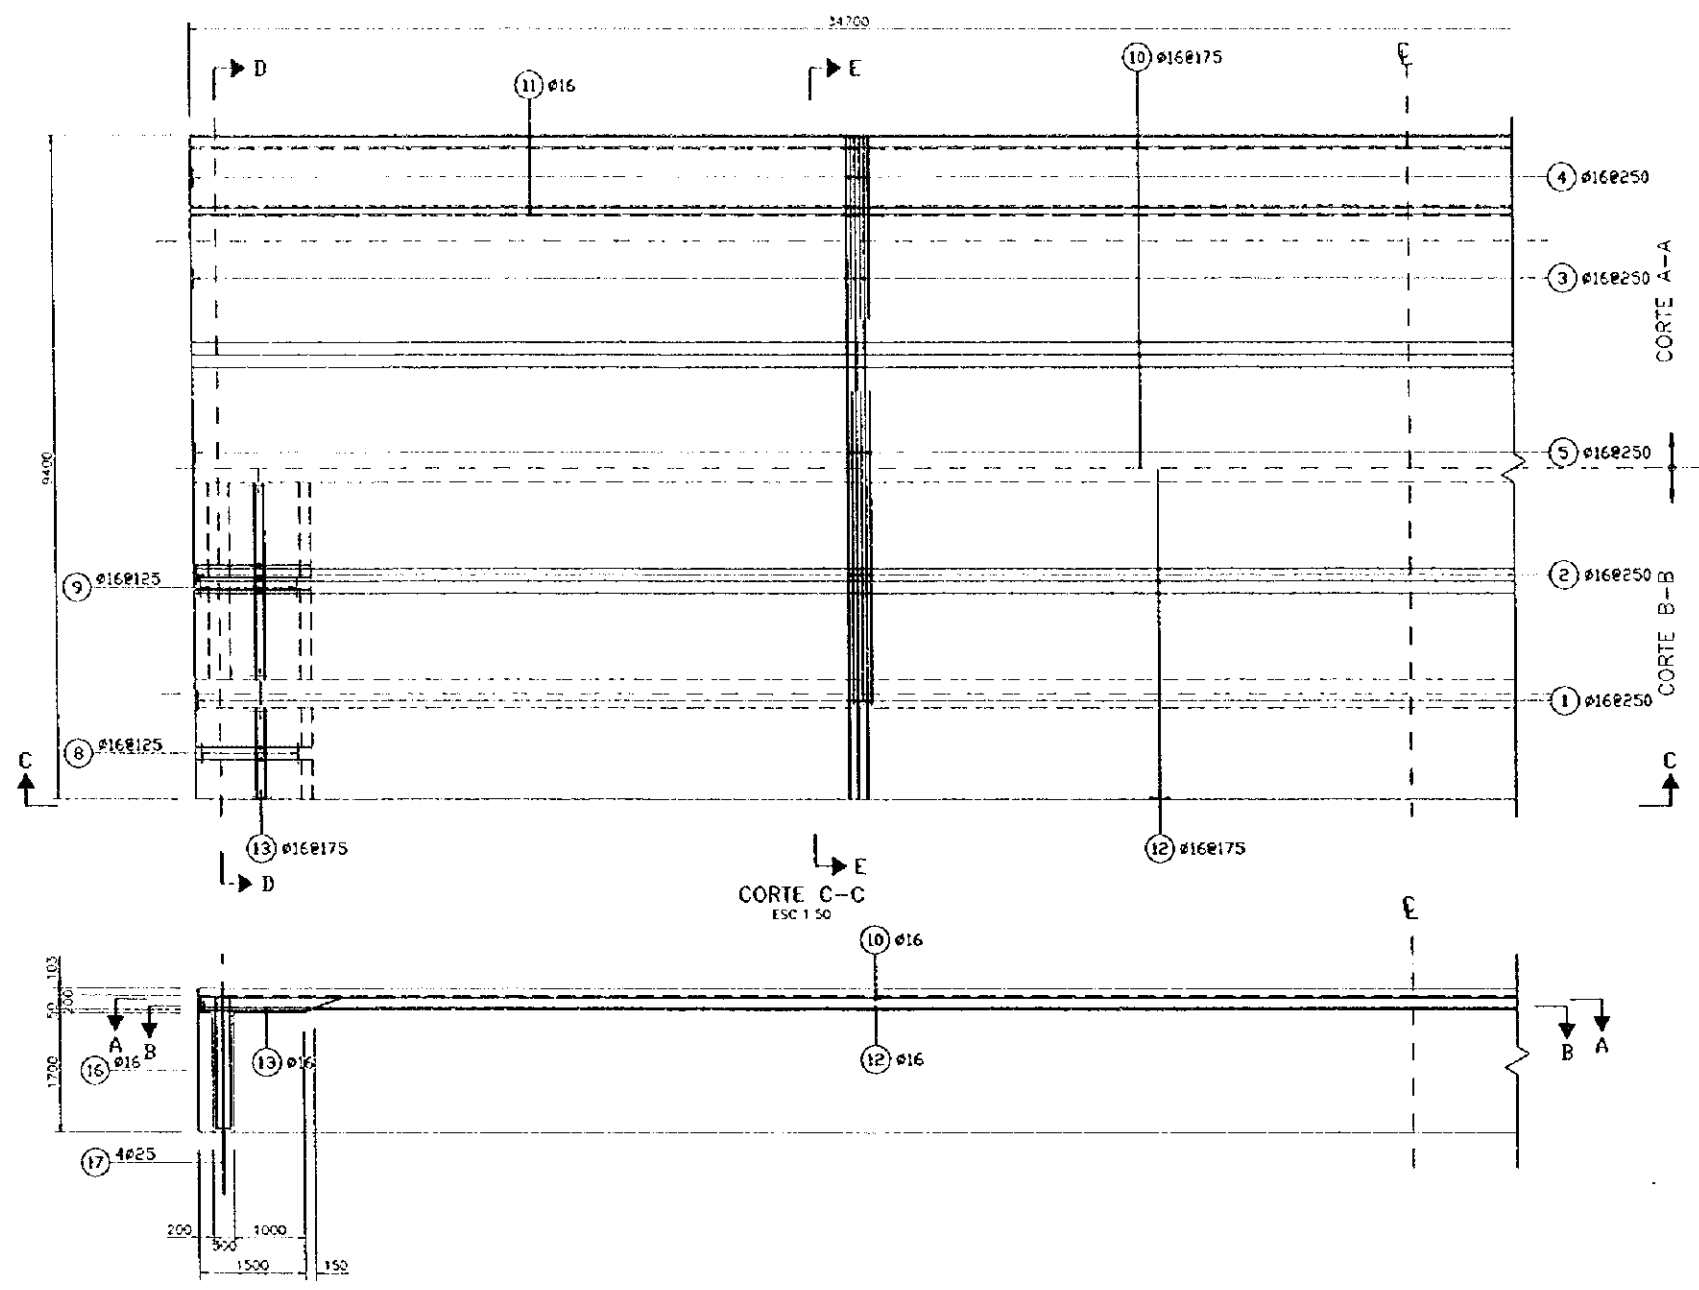 34700
D
E
10 ø16@175
℄
11 ø16
4 ø16@250
3 ø16@250
CORTE A-A
9400
5 ø16@250
9 ø16@125
2 ø16@250
CORTE B-B
1 ø16@250
8 ø16@125
C
C
13 ø16@175
12 ø16@175
D
E
CORTE C-C
ESC 1:50
℄
10 ø16
103
200
50
A
B
16 ø16
13 ø16
12 ø16
B
A
1700
17 4ø25
200
300
1000
1500
150